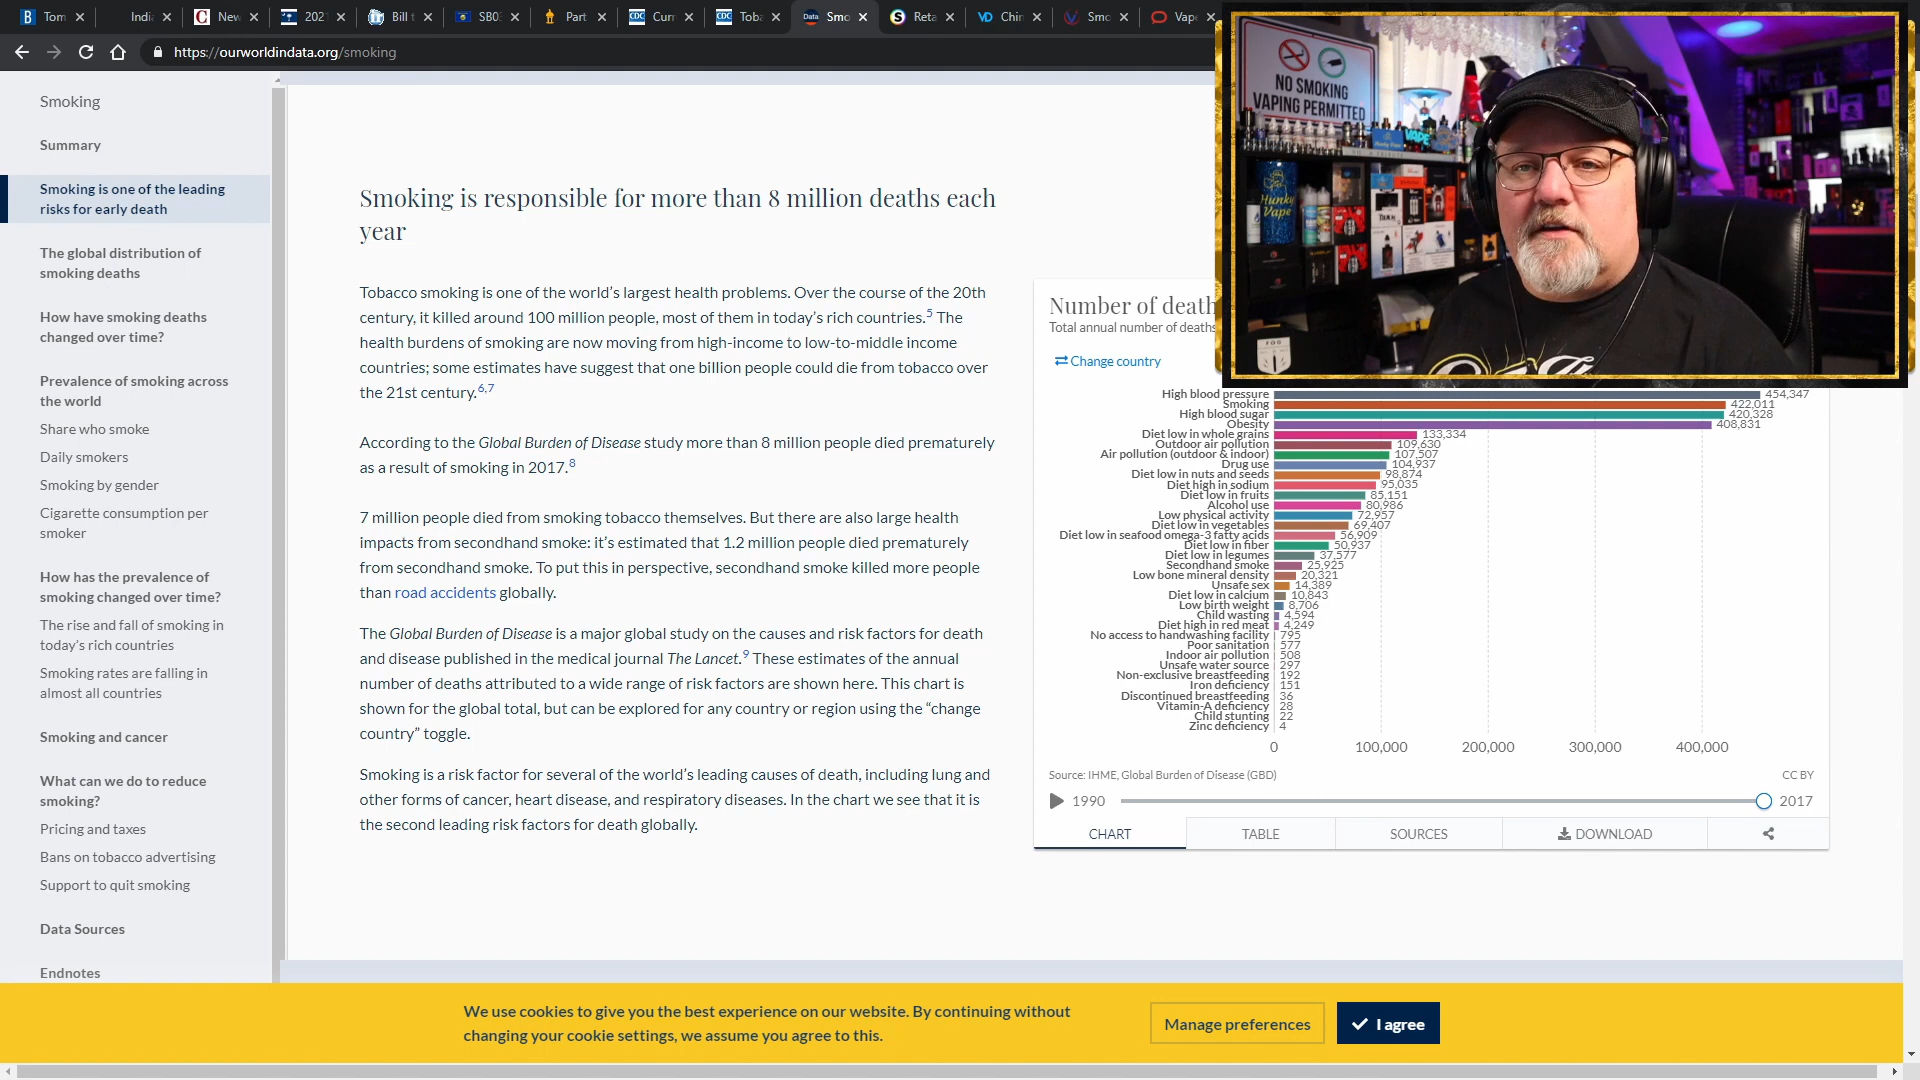 Tom
India
New
2021
Bill t
SB03
Part
Curr
Toba
Data
Smo
Reta
VD
Chin
Smo
Vape
https://ourworldindata.org/smoking
Smoking
Summary
Smoking is one of the leading
risks for early death
The global distribution of
smoking deaths
How have smoking deaths
changed over time?
Prevalence of smoking across
the world
Share who smoke
Daily smokers
Smoking by gender
Cigarette consumption per
smoker
How has the prevalence of
smoking changed over time?
The rise and fall of smoking in
today's rich countries
Smoking rates are falling in
almost all countries
Smoking and cancer
What can we do to reduce
smoking?
Pricing and taxes
Bans on tobacco advertising
Support to quit smoking
Data Sources
Endnotes
Smoking is responsible for more than 8 million deaths each
year
Tobacco smoking is one of the world’s largest health problems. Over the course of the 20th
century, it killed around 100 million people, most of them in today’s rich countries.5 The
health burdens of smoking are now moving from high-income to low-to-middle income
countries; some estimates have suggest that one billion people could die from tobacco over
the 21st century.6,7
According to the Global Burden of Disease study more than 8 million people died prematurely
as a result of smoking in 2017.8
7 million people died from smoking tobacco themselves. But there are also large health
impacts from secondhand smoke: it’s estimated that 1.2 million people died prematurely
from secondhand smoke. To put this in perspective, secondhand smoke killed more people
than road accidents globally.
The Global Burden of Disease is a major global study on the causes and risk factors for death
and disease published in the medical journal The Lancet.9 These estimates of the annual
number of deaths attributed to a wide range of risk factors are shown here. This chart is
shown for the global total, but can be explored for any country or region using the “change
country” toggle.
Smoking is a risk factor for several of the world’s leading causes of death, including lung and
other forms of cancer, heart disease, and respiratory diseases. In the chart we see that it is
the second leading risk factors for death globally.
NO SMOKING
VAPING PERMITTED
Hunky
Vape
VAPE
Number of death
Total annual number of deaths
Change country
High blood pressure 454,347
Smoking 422,011
High blood sugar 420,328
Obesity 408,831
Diet low in whole grains 133,334
Outdoor air pollution 109,630
Air pollution (outdoor & indoor) 107,507
Drug use 104,937
Diet low in nuts and seeds 98,874
Diet high in sodium 95,035
Diet low in fruits 85,151
Alcohol use 80,986
Low physical activity 72,957
Diet low in vegetables 69,407
Diet low in seafood omega-3 fatty acids 56,909
Diet low in fiber 50,937
Diet low in legumes 37,577
Secondhand smoke 25,925
Low bone mineral density 20,321
Unsafe sex 14,389
Diet low in calcium 10,843
Low birth weight 8,706
Child wasting 4,594
Diet high in red meat 4,249
No access to handwashing facility 795
Poor sanitation 577
Indoor air pollution 508
Unsafe water source 297
Non-exclusive breastfeeding 192
Iron deficiency 151
Discontinued breastfeeding 36
Vitamin-A deficiency 28
Child stunting 22
Zinc deficiency 4
0 100,000 200,000 300,000 400,000
Source: IHME, Global Burden of Disease (GBD) CC BY
1990 2017
CHART TABLE SOURCES DOWNLOAD
We use cookies to give you the best experience on our website. By continuing without
changing your cookie settings, we assume you agree to this.
Manage preferences
I agree